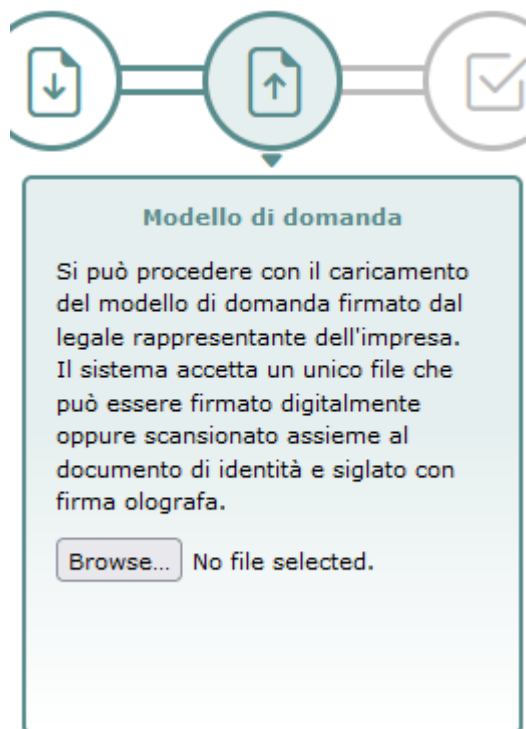 Modello di domanda
Si può procedere con il caricamento
del modello di domanda firmato dal
legale rappresentante dell'impresa.
Il sistema accetta un unico file che
può essere firmato digitalmente
oppure scansionato assieme al
documento di identità e siglato con
firma olografa.
Browse... No file selected.